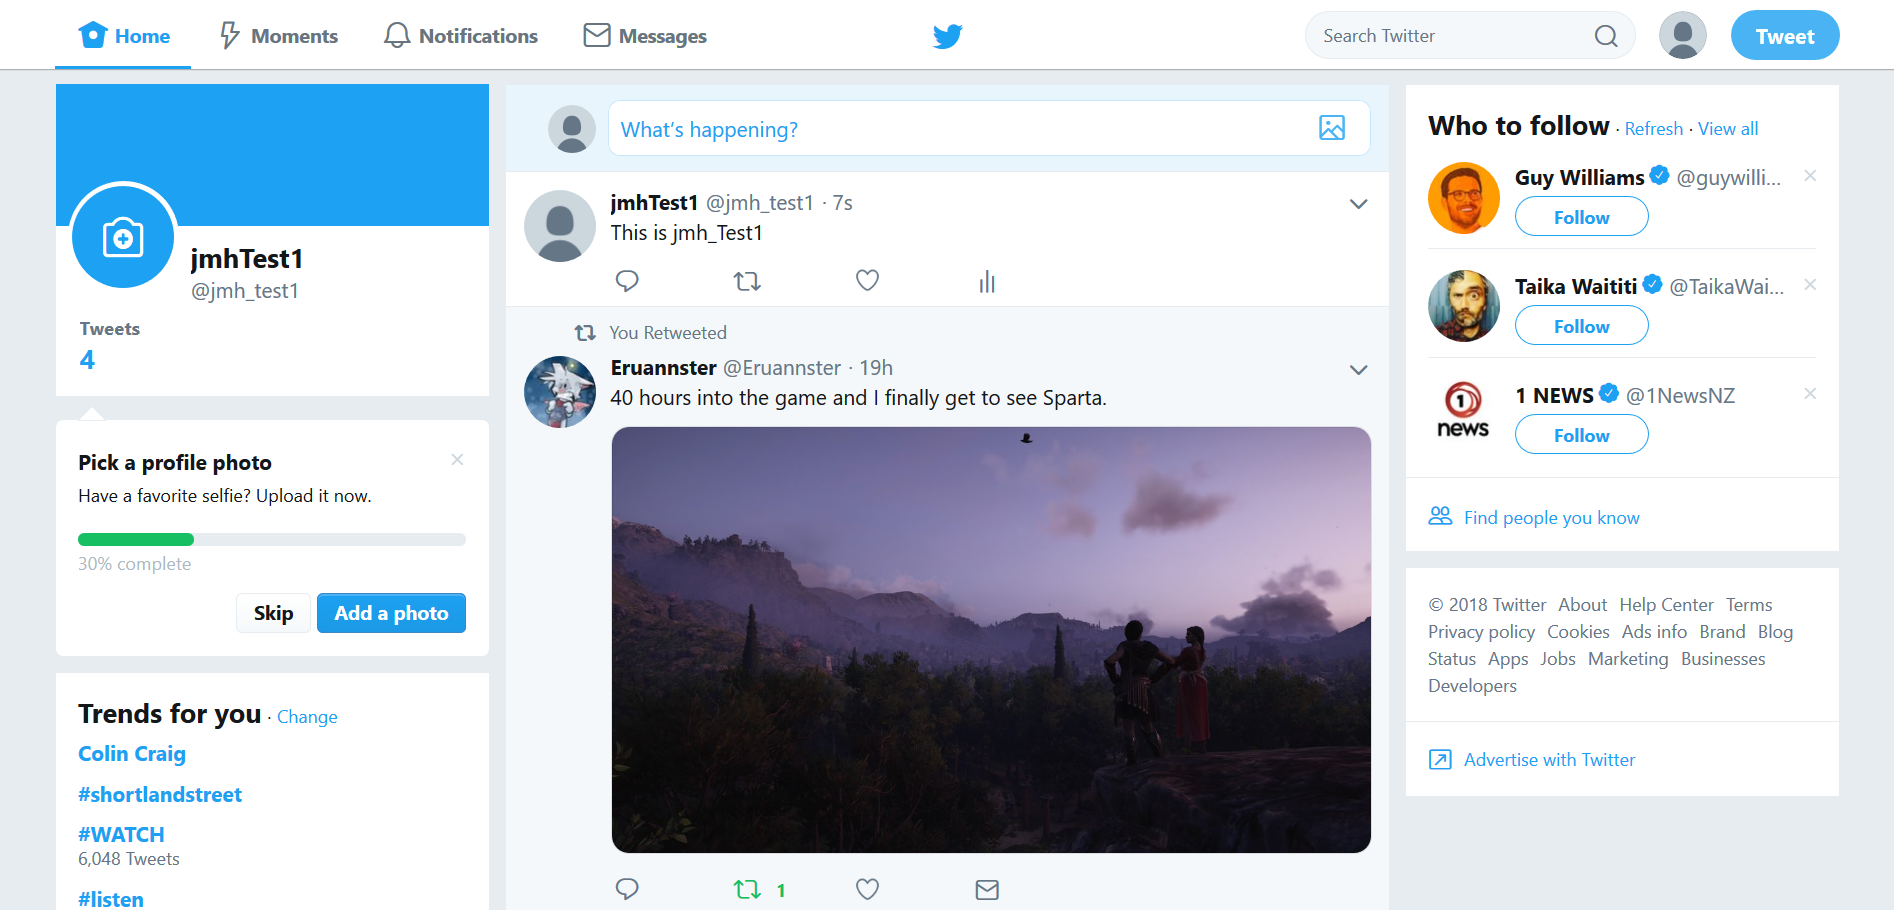 Home Moments Notifications Messages Search Twitter Tweet
jmhTest1
@jmh_test1
Tweets
4
Pick a profile photo
Have a favorite selfie? Upload it now.
30% complete
Skip Add a photo
Trends for you · Change
Colin Craig
#shortlandstreet
#WATCH
6,048 Tweets
#listen
What's happening?
jmhTest1 @jmh_test1 · 7s
This is jmh_Test1
You Retweeted
Eruannster @Eruannster · 19h
40 hours into the game and I finally get to see Sparta.
1
Who to follow · Refresh · View all
Guy Williams @guywilli...
Follow
Taika Waititi @TaikaWai...
Follow
1 NEWS @1NewsNZ
1
news
Follow
Find people you know
© 2018 Twitter About Help Center Terms
Privacy policy Cookies Ads info Brand Blog
Status Apps Jobs Marketing Businesses
Developers
Advertise with Twitter